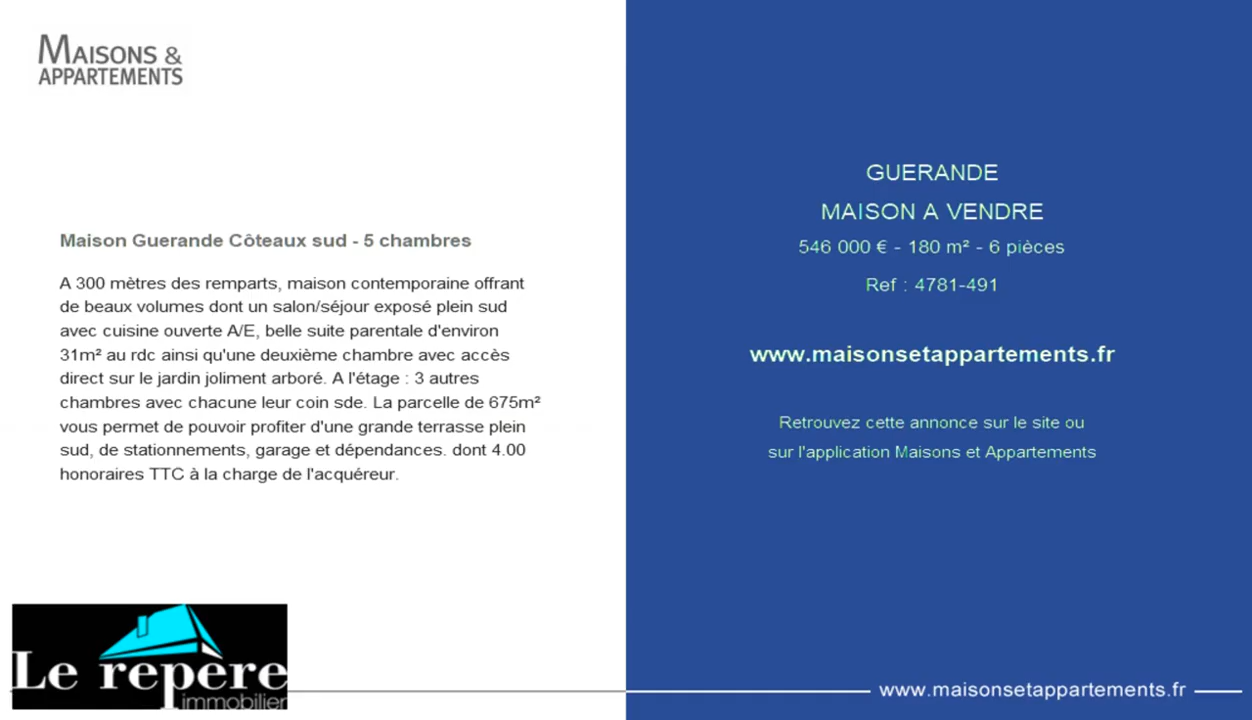 MAISONS &
APPARTEMENTS
Maison Guerande Côteaux sud - 5 chambres
A 300 mètres des remparts, maison contemporaine offrant
de beaux volumes dont un salon/séjour exposé plein sud
avec cuisine ouverte A/E, belle suite parentale d'environ
31m² au rdc ainsi qu'une deuxième chambre avec accès
direct sur le jardin joliment arboré. A l'étage : 3 autres
chambres avec chacune leur coin sde. La parcelle de 675m²
vous permet de pouvoir profiter d'une grande terrasse plein
sud, de stationnements, garage et dépendances. dont 4.00
honoraires TTC à la charge de l'acquéreur.
Le repère
immobilier
GUERANDE
MAISON A VENDRE
546 000 € - 180 m² - 6 pièces
Ref : 4781-491
www.maisonsetappartements.fr
Retrouvez cette annonce sur le site ou
sur l'application Maisons et Appartements
www.maisonsetappartements.fr